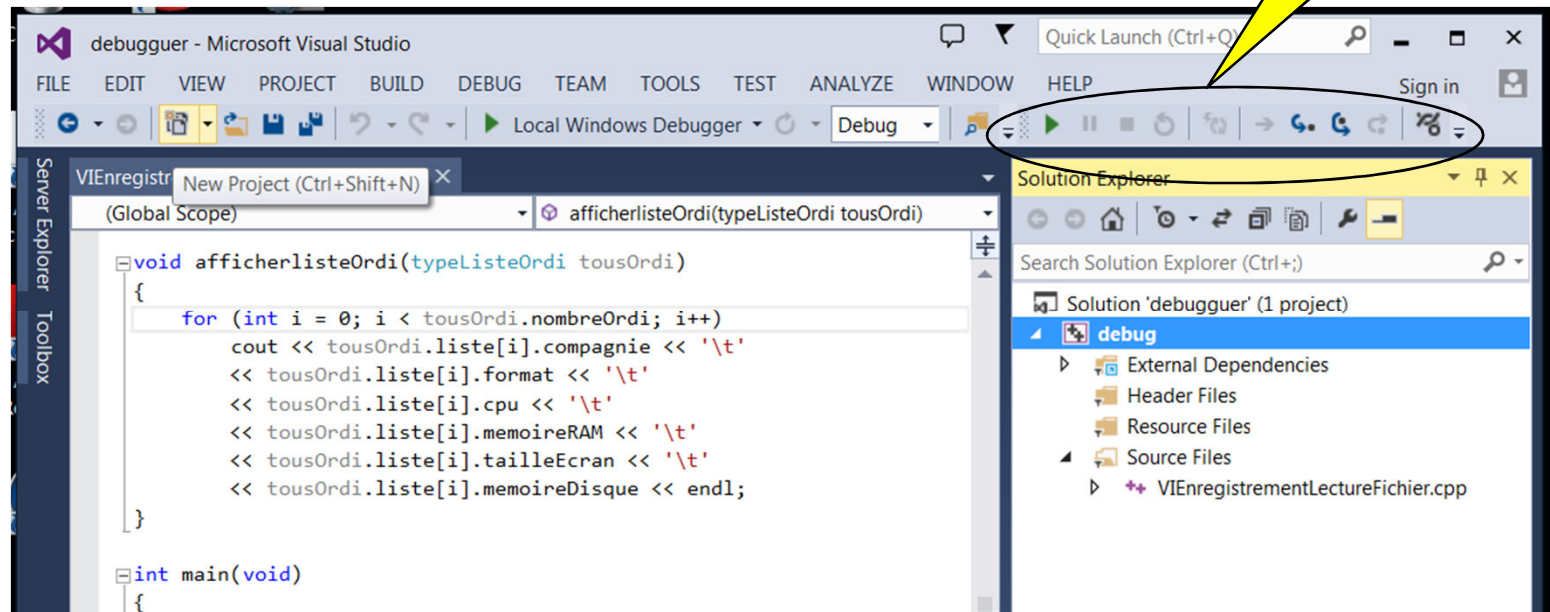 debugguer - Microsoft Visual Studio
Quick Launch (Ctrl+Q)
FILE EDIT VIEW PROJECT BUILD DEBUG TEAM TOOLS TEST ANALYZE WINDOW HELP
Sign in
Local Windows Debugger
Debug
Server Explorer
Toolbox
VIEnregistr
New Project (Ctrl+Shift+N)
(Global Scope)
afficherlisteOrdi(typeListeOrdi tousOrdi)
void afficherlisteOrdi(typeListeOrdi tousOrdi)
{
for (int i = 0; i < tousOrdi.nombreOrdi; i++)
cout << tousOrdi.liste[i].compagnie << '\t'
<< tousOrdi.liste[i].format << '\t'
<< tousOrdi.liste[i].cpu << '\t'
<< tousOrdi.liste[i].memoireRAM << '\t'
<< tousOrdi.liste[i].tailleEcran << '\t'
<< tousOrdi.liste[i].memoireDisque << endl;
}
int main(void)
{
Solution Explorer
Search Solution Explorer (Ctrl+;)
Solution 'debugguer' (1 project)
debug
External Dependencies
Header Files
Resource Files
Source Files
VIEnregistrementLectureFichier.cpp